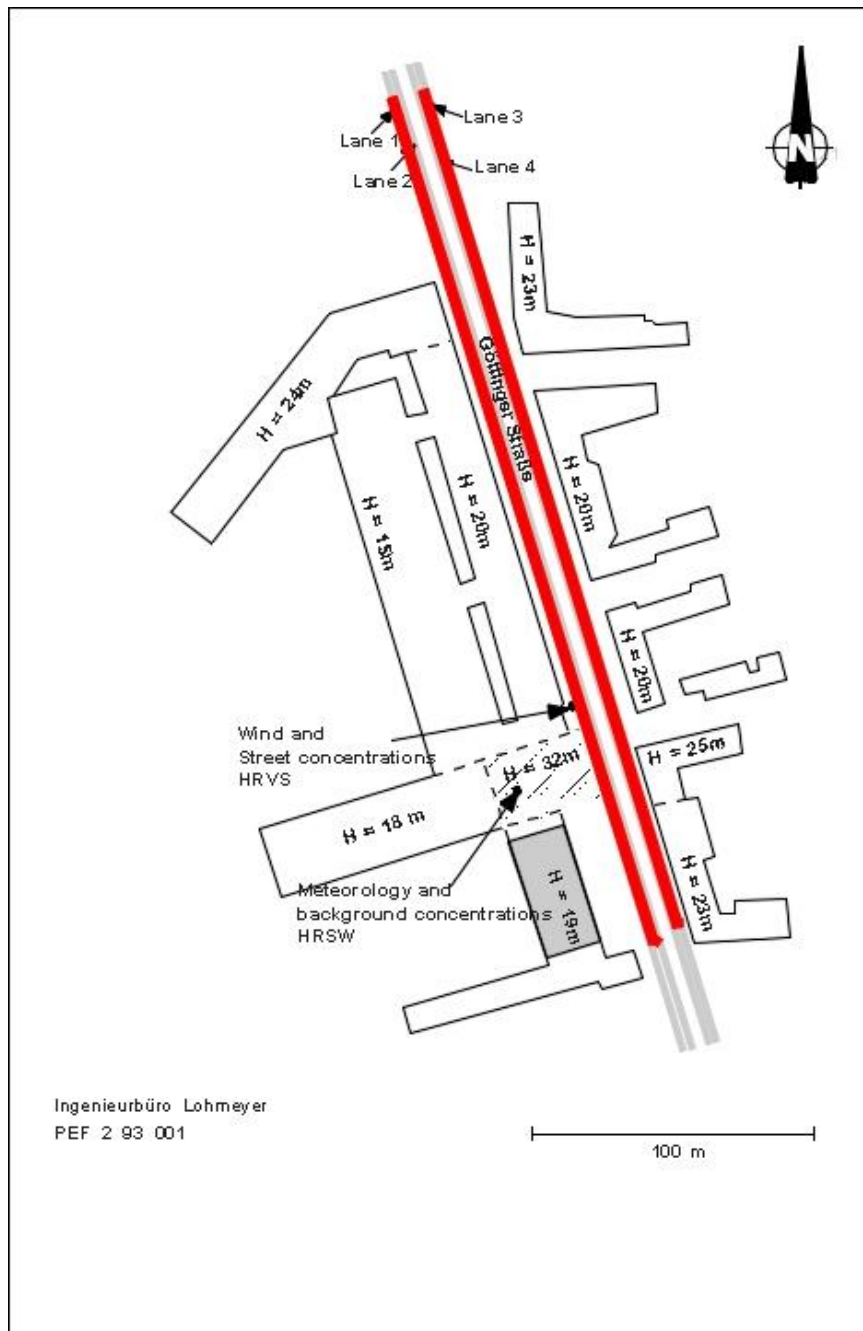 Lane 3
Lane 1
Lane 2
Lane 4
N
H = 23m
Göttinger Straße
H = 24m
H = 20m
H = 20m
H = 15m
H = 20m
Wind and
Street concentrations
HRVS
H = 32m
H = 25m
H = 18 m
Meteorology and
background concentrations
HRSW
H = 19m
H = 23m
Ingenieurbüro Lohmeyer
PEF 2 93 001
100 m